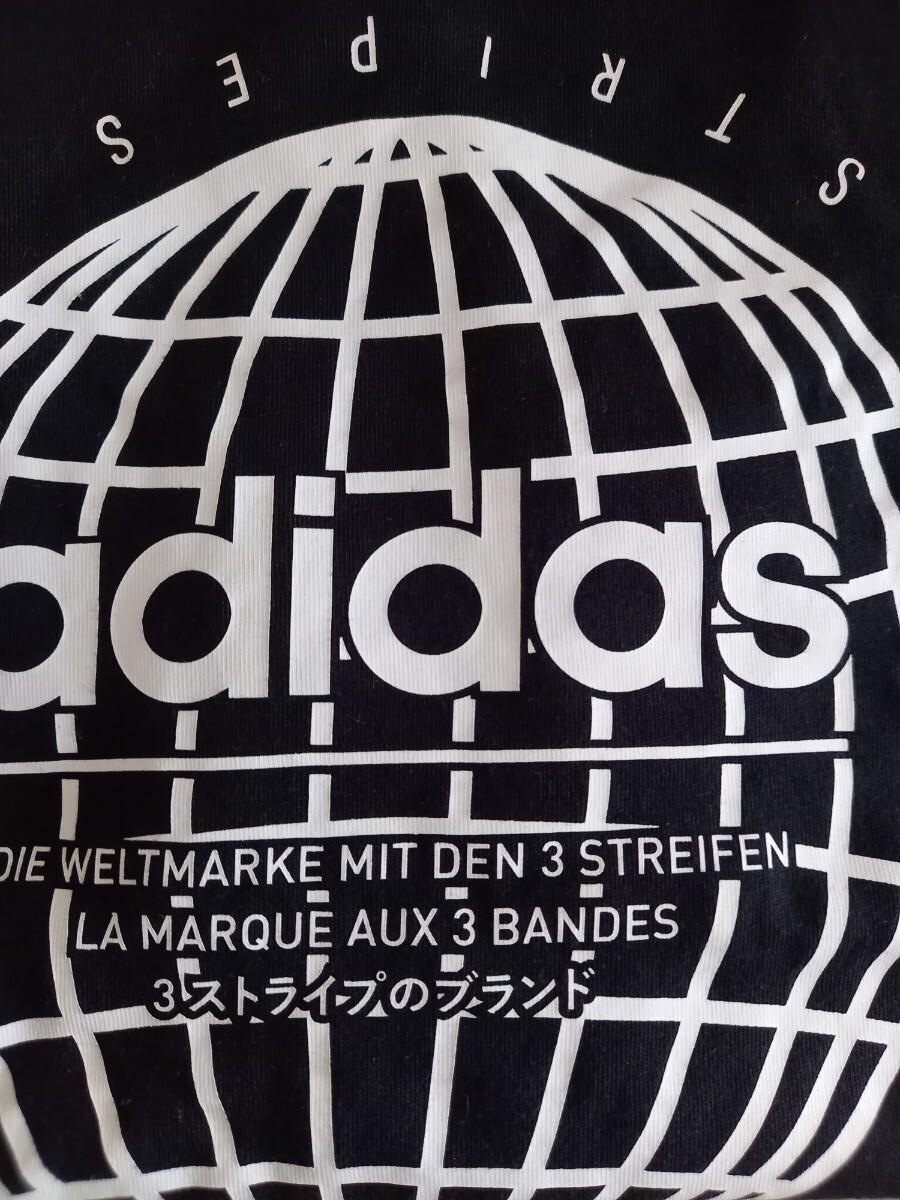 STRIPES
adidas
DIE WELTMARKE MIT DEN 3 STREIFEN
LA MARQUE AUX 3 BANDES
3ストライプのブランド